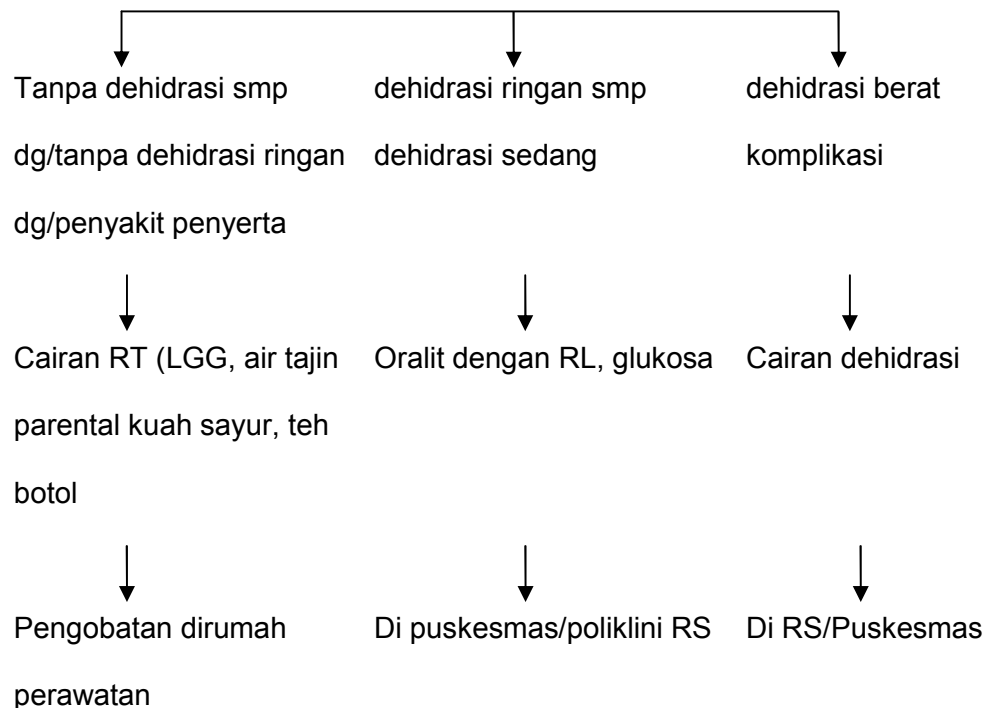 Tanpa dehidrasi smp
dg/tanpa dehidrasi ringan
dg/penyakit penyerta
dehidrasi ringan smp
dehidrasi sedang
dehidrasi berat
komplikasi
Cairan RT (LGG, air tajin
parental kuah sayur, teh
botol
Oralit dengan RL, glukosa
Cairan dehidrasi
Pengobatan dirumah
perawatan
Di puskesmas/poliklini RS
Di RS/Puskesmas